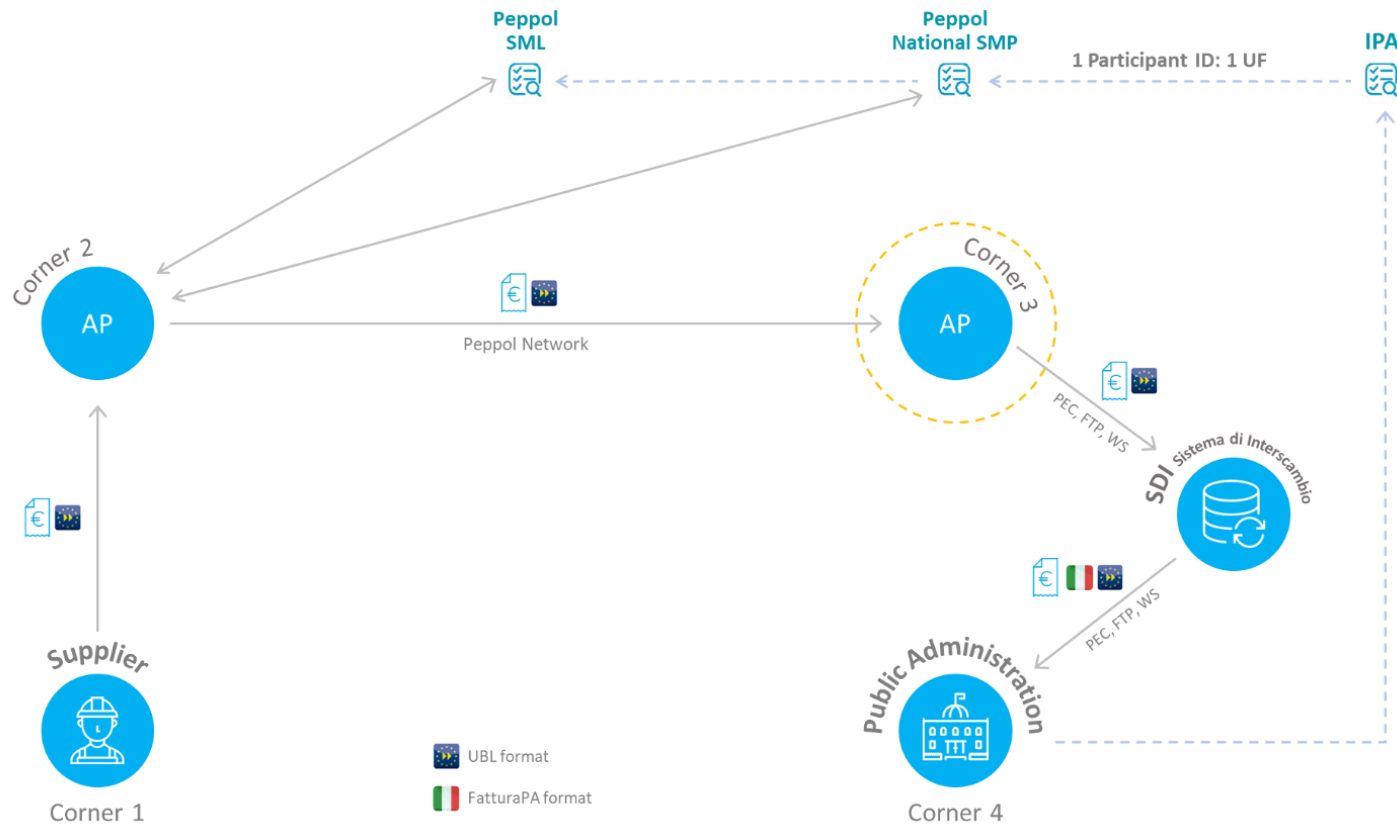 Peppol
SML
Peppol
National SMP
IPA
1 Participant ID: 1 UF
Corner 2
AP
Corner 3
AP
€
Peppol Network
€
PEC, FTP, WS
SDI Sistema di Interscambio
€
€
PEC, FTP, WS
Supplier
Public Administration
UBL format
FatturaPA format
Corner 1
Corner 4